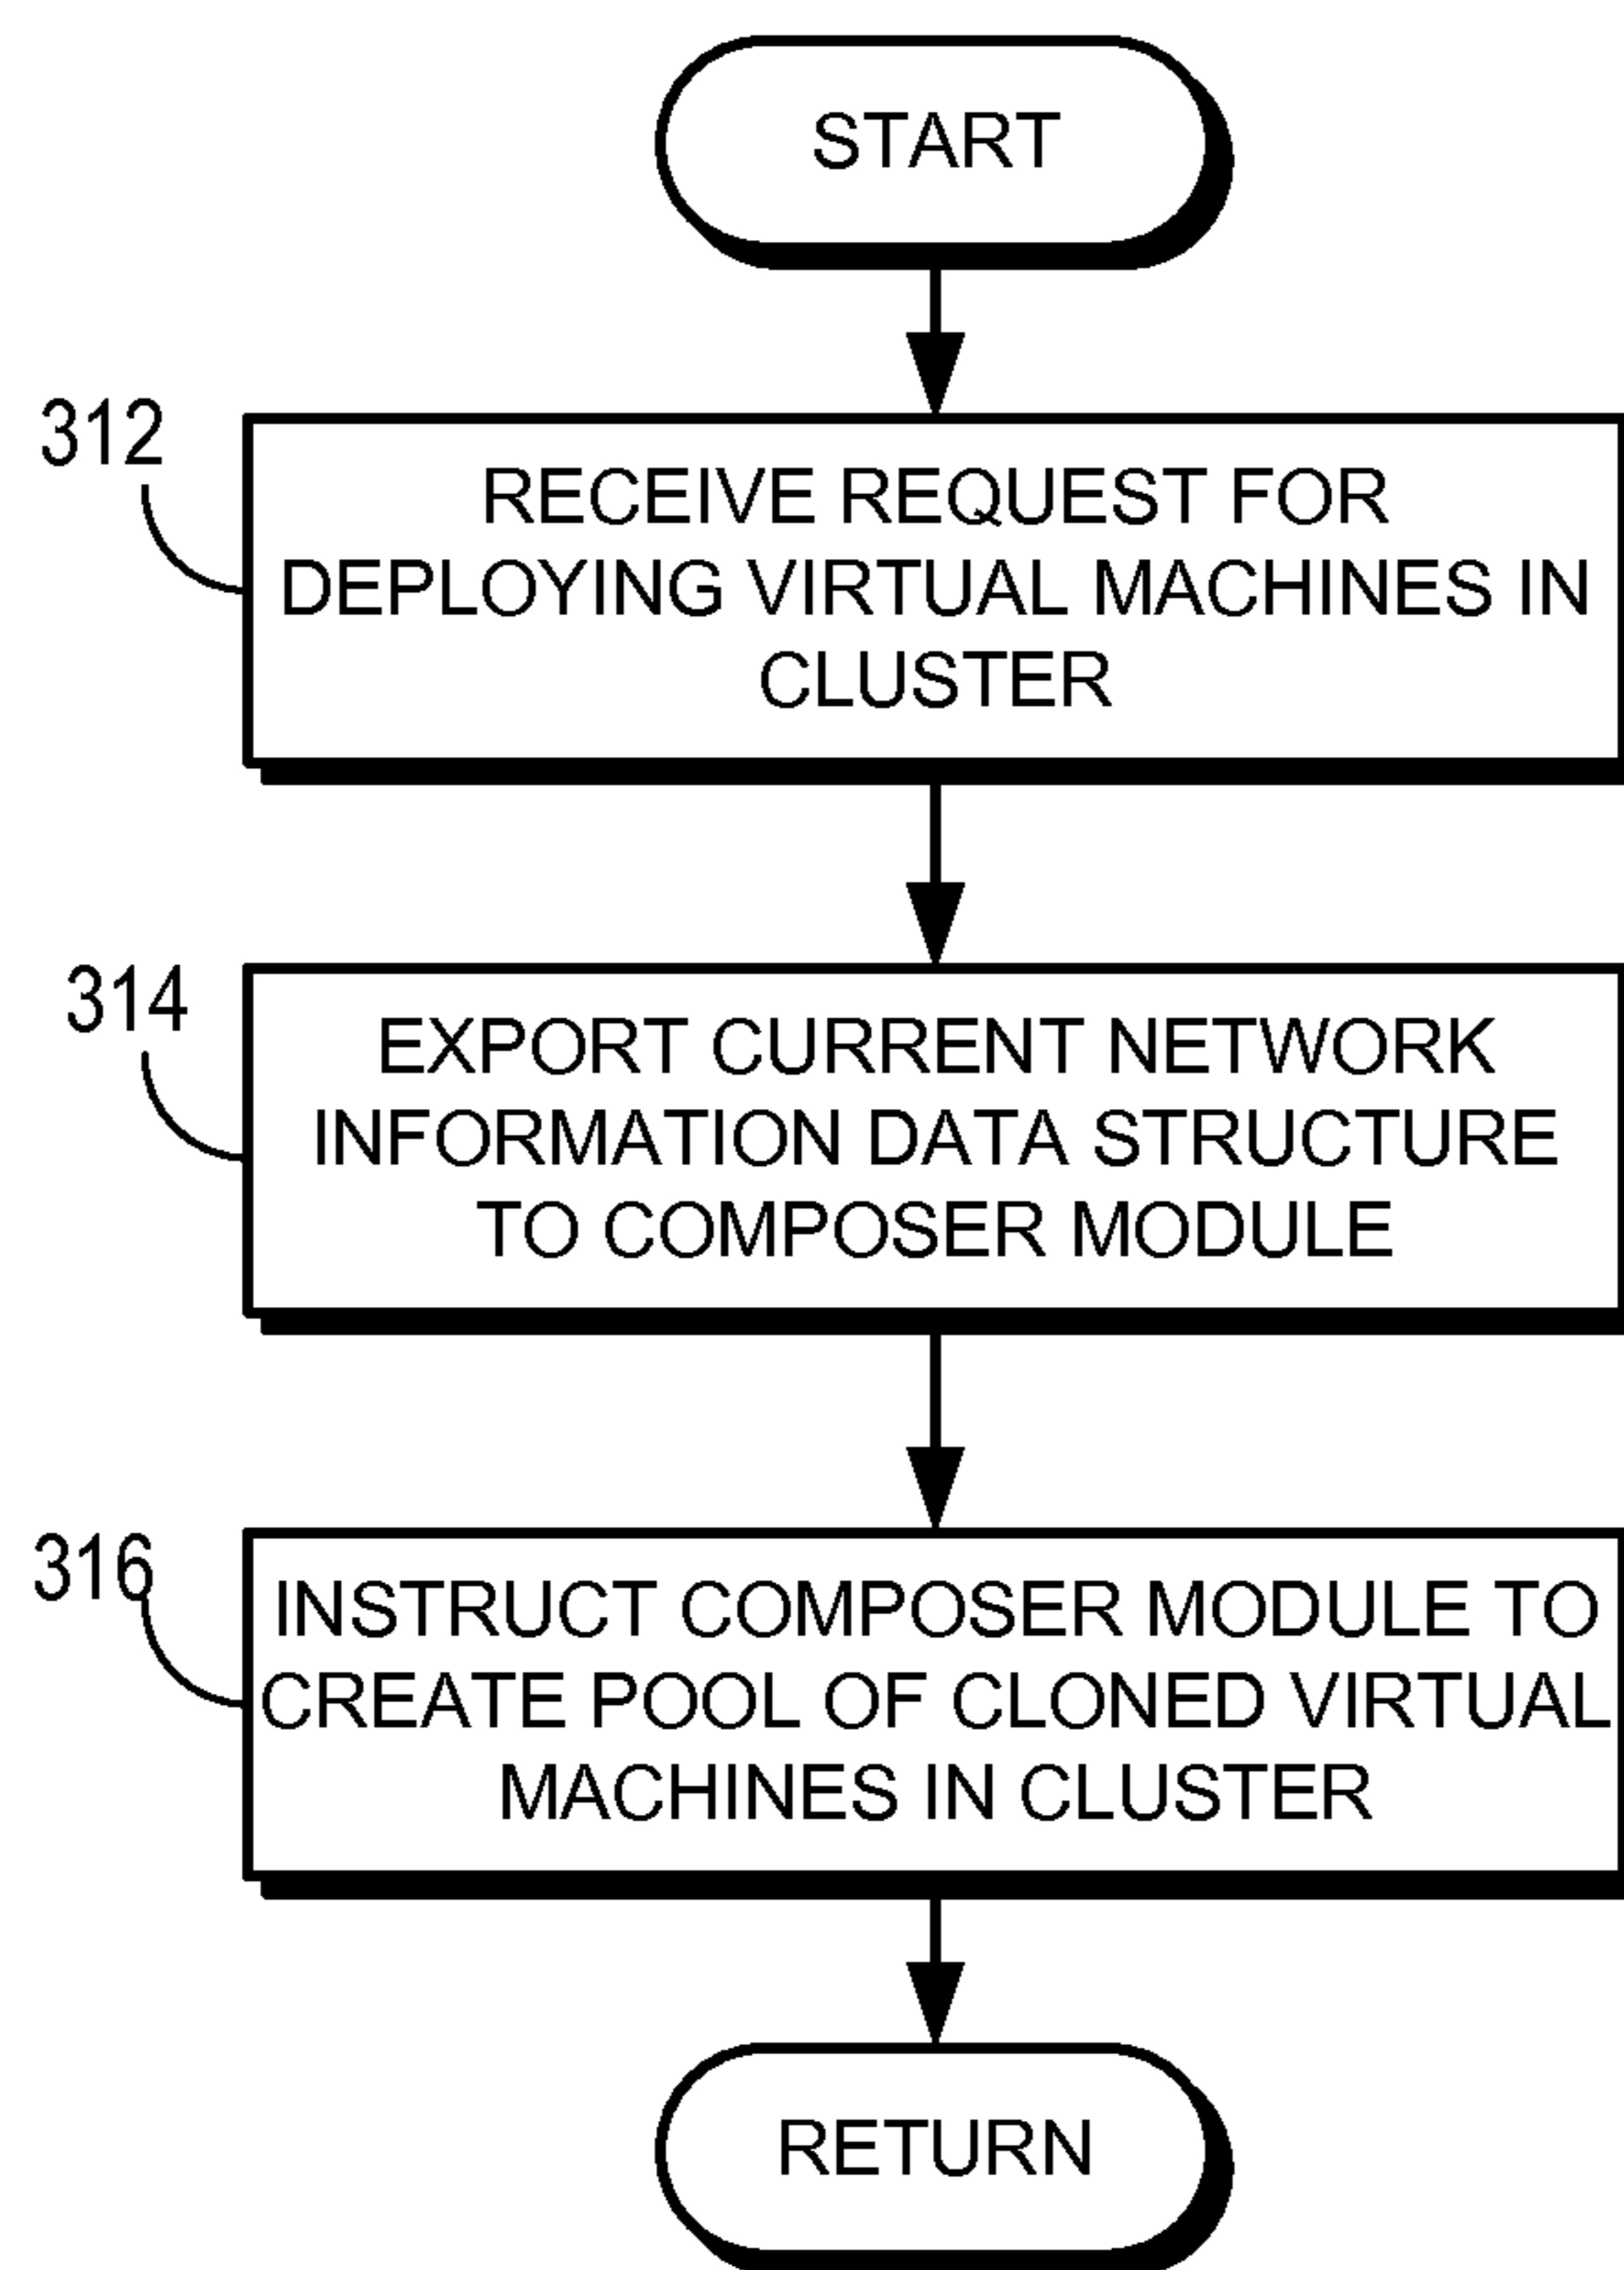 START
312
RECEIVE REQUEST FOR
DEPLOYING VIRTUAL MACHINES IN
CLUSTER
314
EXPORT CURRENT NETWORK
INFORMATION DATA STRUCTURE
TO COMPOSER MODULE
316
INSTRUCT COMPOSER MODULE TO
CREATE POOL OF CLONED VIRTUAL
MACHINES IN CLUSTER
RETURN